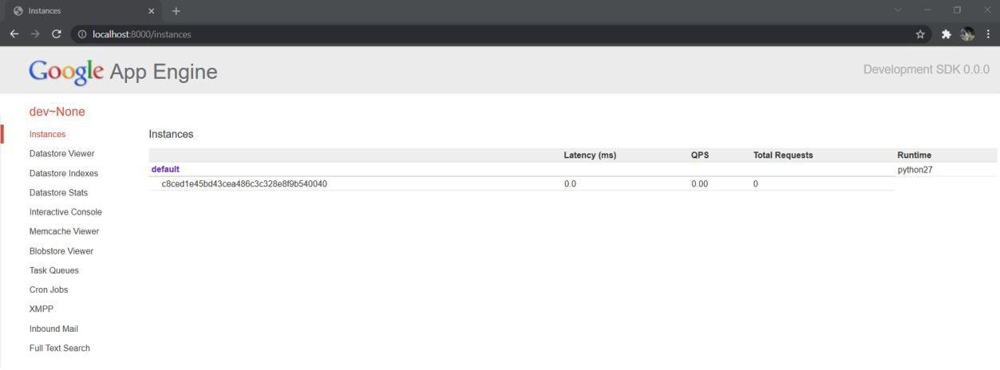 Instances
localhost:8000/instances
Google App Engine
Development SDK 0.0.0
dev~None
Instances
Datastore Viewer
Datastore Indexes
Datastore Stats
Interactive Console
Memcache Viewer
Blobstore Viewer
Task Queues
Cron Jobs
XMPP
Inbound Mail
Full Text Search
Instances
Latency (ms) QPS Total Requests Runtime
default python27
c8ced1e45bd43cea486c3c328e8f9b540040 0.0 0.00 0